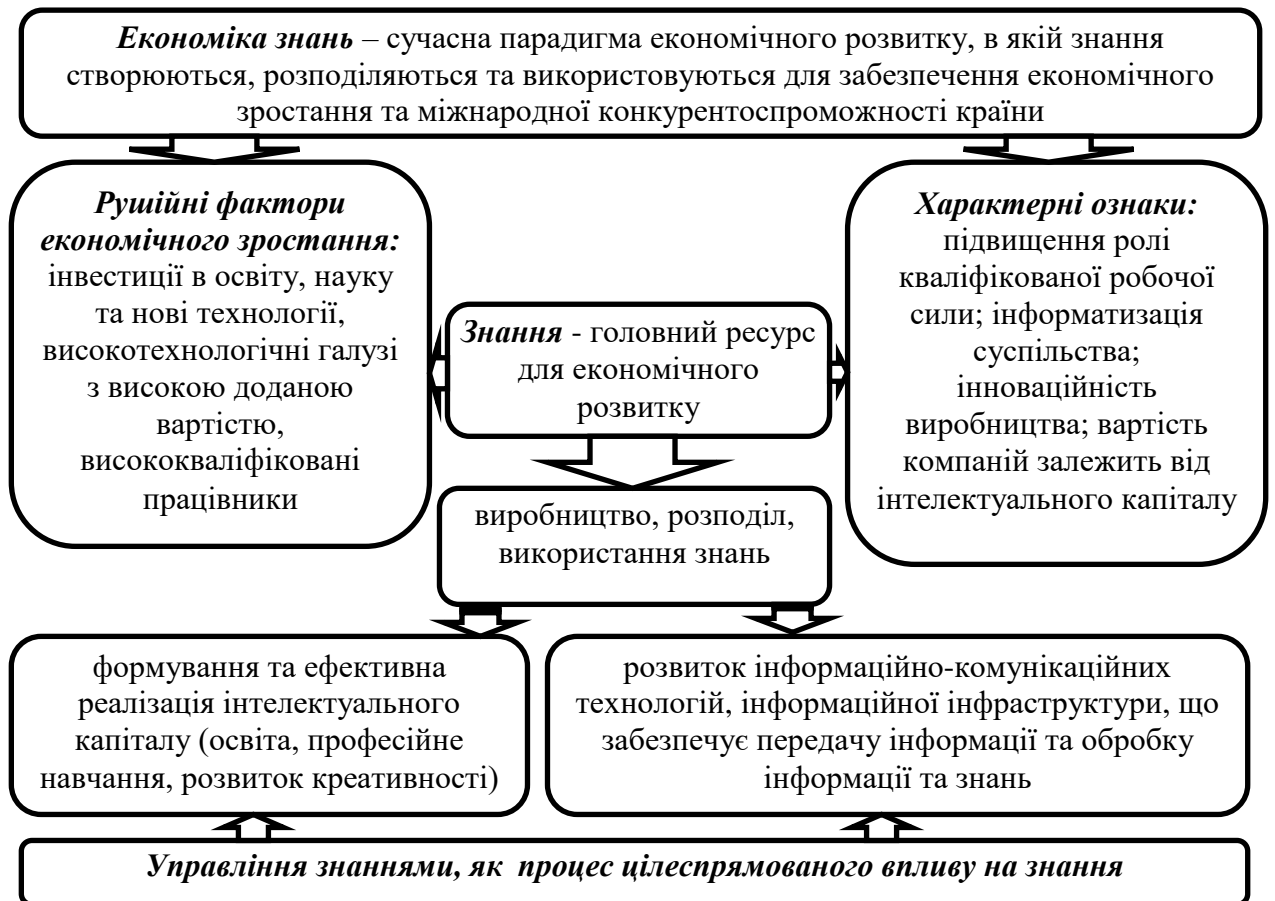 Економіка знань – сучасна парадигма економічного розвитку, в якій знання
створюються, розподіляються та використовуються для забезпечення економічного
зростання та міжнародної конкурентоспроможності країни
Рушійні фактори
економічного зростання:
інвестиції в освіту, науку
та нові технології,
високотехнологічні галузі
з високою доданою
вартістю,
висококваліфіковані
працівники
Знання - головний ресурс
для економічного
розвитку
Характерні ознаки:
підвищення ролі
кваліфікованої робочої
сили; інформатизація
суспільства;
інноваційність
виробництва; вартість
компаній залежить від
інтелектуального капіталу
виробництво, розподіл,
використання знань
формування та ефективна
реалізація інтелектуального
капіталу (освіта, професійне
навчання, розвиток креативності)
розвиток інформаційно-комунікаційних
технологій, інформаційної інфраструктури, що
забезпечує передачу інформації та обробку
інформації та знань
Управління знаннями, як процес цілеспрямованого впливу на знання